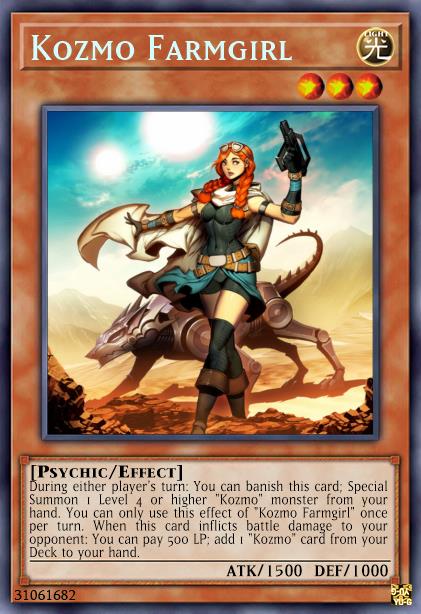 Kozmo Farmgirl
LIGHT
光
[Psychic/Effect]
During either player's turn: You can banish this card; Special
Summon 1 Level 4 or higher "Kozmo" monster from your
hand. You can only use this effect of "Kozmo Farmgirl" once
per turn. When this card inflicts battle damage to your
opponent: You can pay 500 LP; add 1 "Kozmo" card from your
Deck to your hand.
ATK/1500 DEF/1000
31061682